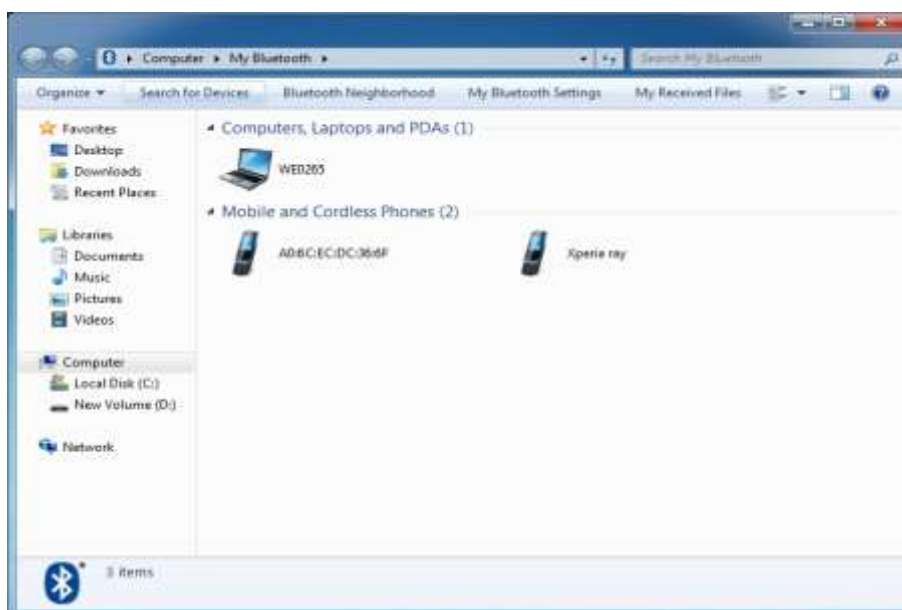 Computer ▸ My Bluetooth ▸
Search My Bluetooth
Organize Search for Devices Bluetooth Neighborhood My Bluetooth Settings My Received Files
Favorites
Desktop
Downloads
Recent Places
Libraries
Documents
Music
Pictures
Videos
Computer
Local Disk (C:)
New Volume (D:)
Network
Computers, Laptops and PDAs (1)
WE0265
Mobile and Cordless Phones (2)
A0:6C:EC:DC:36:6F
Xperia ray
3 items